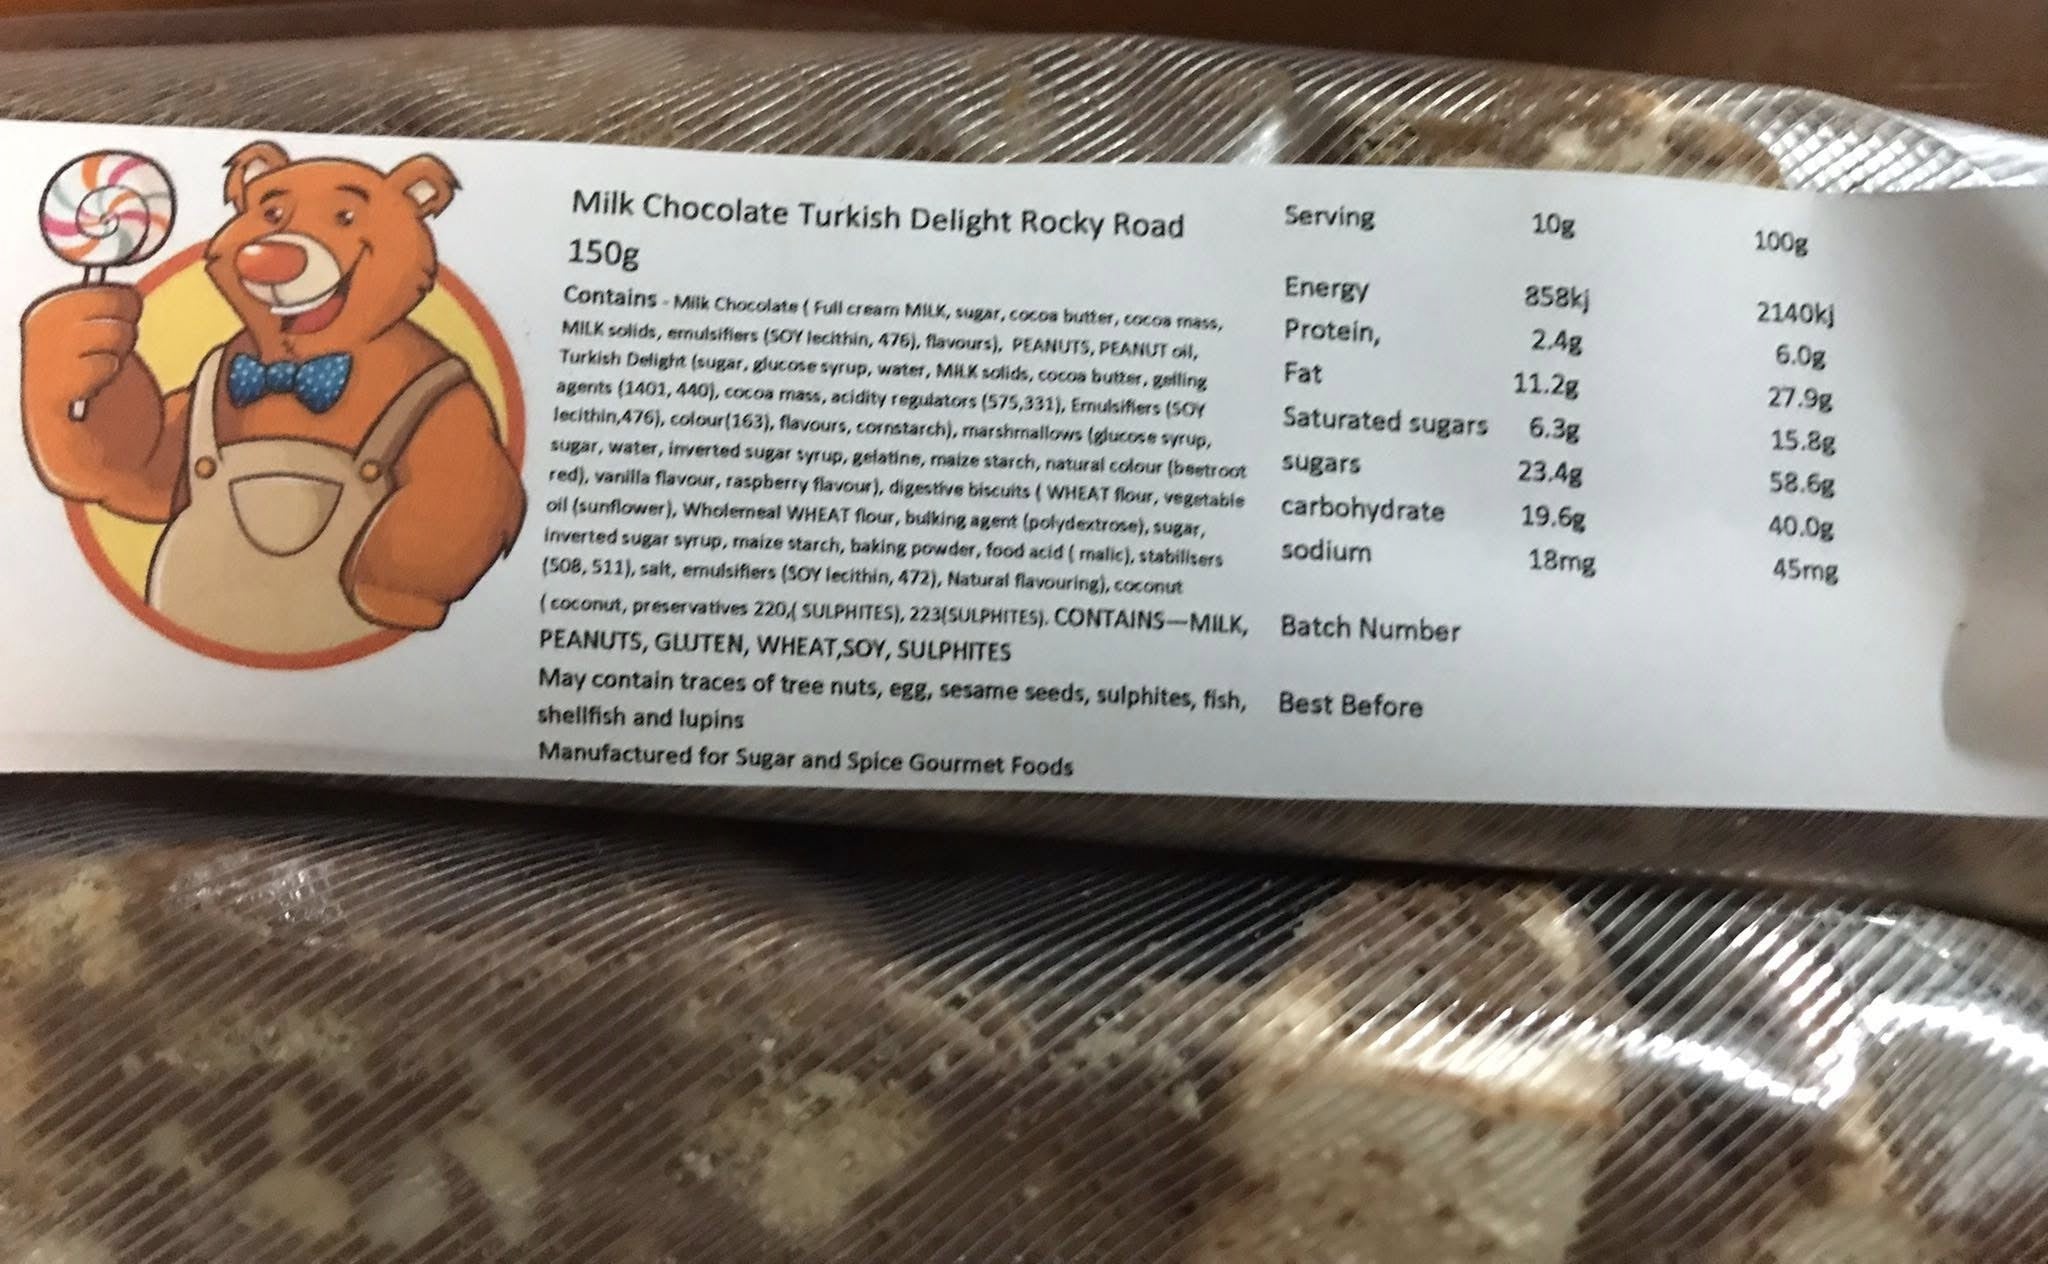 Milk Chocolate Turkish Delight Rocky Road
150g
Contains - Milk Chocolate ( Full cream MILK, sugar, cocoa butter, cocoa mass,
MILK solids, emulsifiers (SOY lecithin, 476), flavours), PEANUTS, PEANUT oil,
Turkish Delight (sugar, glucose syrup, water, MILK solids, cocoa butter, gelling
agents (1401, 440), cocoa mass, acidity regulators (575,331), Emulsifiers (SOY
lecithin,476), colour(163), flavours, cornstarch), marshmallows (glucose syrup,
sugar, water, inverted sugar syrup, gelatine, maize starch, natural colour (beetroot
red), vanilla flavour, raspberry flavour), digestive biscuits ( WHEAT flour, vegetable
oil (sunflower), Wholemeal WHEAT flour, bulking agent (polydextrose), sugar,
inverted sugar syrup, maize starch, baking powder, food acid ( malic), stabilisers
(508, 511), salt, emulsifiers (SOY lecithin, 472), Natural flavouring), coconut
( coconut, preservatives 220,( SULPHITES), 223(SULPHITES). CONTAINS—MILK,
PEANUTS, GLUTEN, WHEAT,SOY, SULPHITES
May contain traces of tree nuts, egg, sesame seeds, sulphites, fish,
shellfish and lupins
Manufactured for Sugar and Spice Gourmet Foods
Serving 10g 100g
Energy 858kj 2140kj
Protein, 2.4g 6.0g
Fat 11.2g 27.9g
Saturated sugars 6.3g 15.8g
sugars 23.4g 58.6g
carbohydrate 19.6g 40.0g
sodium 18mg 45mg
Batch Number
Best Before